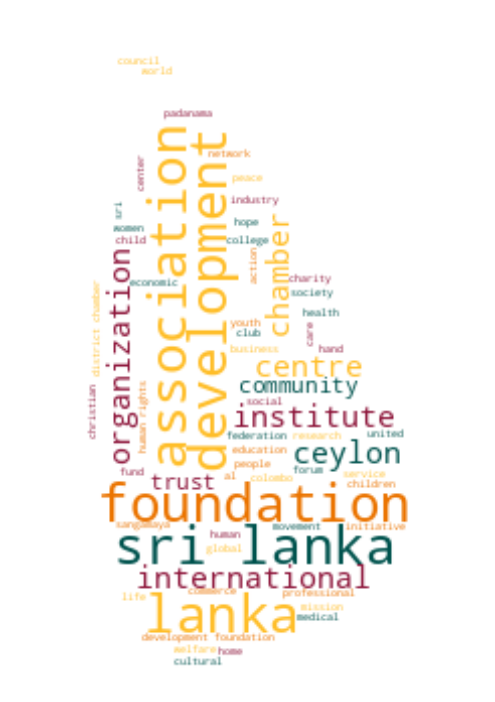 council
world
padanama
association
development
network
center
peace
industry
sri
women
hope
child
college
chamber
organization
economic
action
charity
society
district chamber
health
youth
club
care
business
hand
centre
community
christian
human rights
social
institute
federation
research
united
education
ceylon
people
forum
fund
al
colombo
service
trust
children
foundation
sangamaya
movement
initiative
human
sri lanka
global
international
commerce
professional
life
lanka
mission
medical
development foundation
welfare
home
cultural